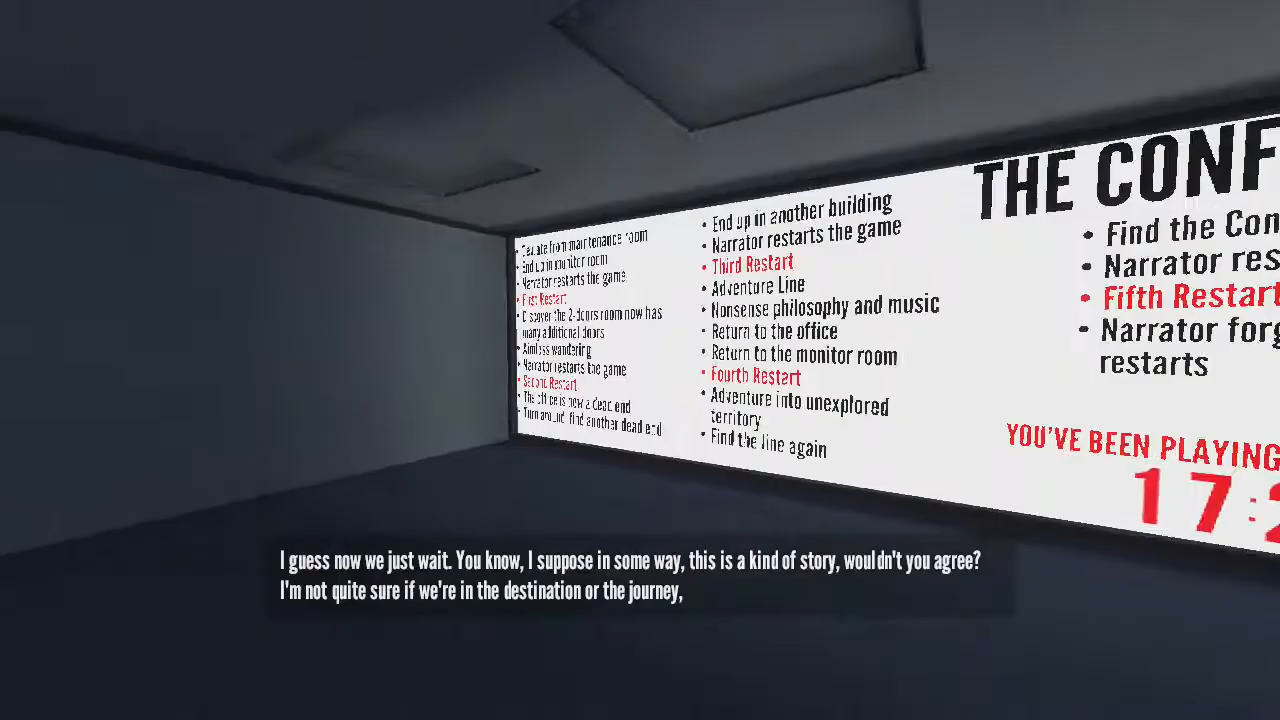 THE CONF
• Deviate from maintenance room
• End up in monitor room
• Narrator restarts the game
• First Restart
• Discover the 2-doors room now has
many additional doors
• Aimless wandering
• Narrator restarts the game
• Second Restart
• The office is now a dead end
• Turn around, find another dead end
• End up in another building
• Narrator restarts the game
• Third Restart
• Adventure Line
• Nonsense philosophy and music
• Return to the office
• Return to the monitor room
• Fourth Restart
• Adventure into unexplored
territory
• Find the line again
• Find the Con
• Narrator res
• Fifth Restart
• Narrator forg
restarts
YOU'VE BEEN PLAYING
17:2
I guess now we just wait. You know, I suppose in some way, this is a kind of story, wouldn't you agree?
I'm not quite sure if we're in the destination or the journey,